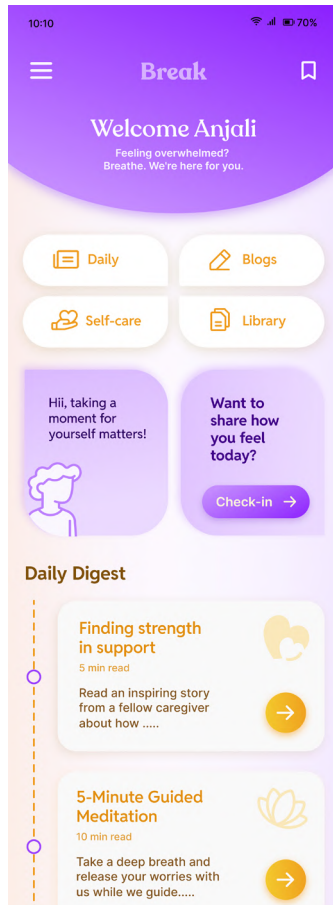 10:10
70%
Break
Welcome Anjali
Feeling overwhelmed?
Breathe. We're here for you.
Daily
Blogs
Self-care
Library
Hii, taking a
moment for
yourself matters!
Want to
share how
you feel
today?
Check-in →
Daily Digest
Finding strength
in support
5 min read
Read an inspiring story
from a fellow caregiver
about how .....
5-Minute Guided
Meditation
10 min read
Take a deep breath and
release your worries with
us while we guide.....